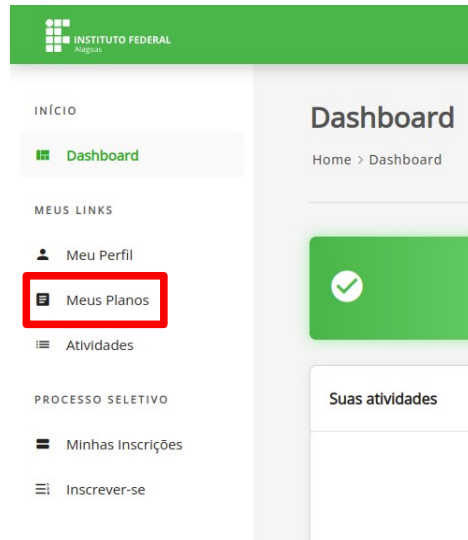 INSTITUTO FEDERAL
Alagoas
INÍCIO
Dashboard
MEUS LINKS
Meu Perfil
Meus Planos
Atividades
PROCESSO SELETIVO
Minhas Inscrições
Inscrever-se
Dashboard
Home > Dashboard
Suas atividades